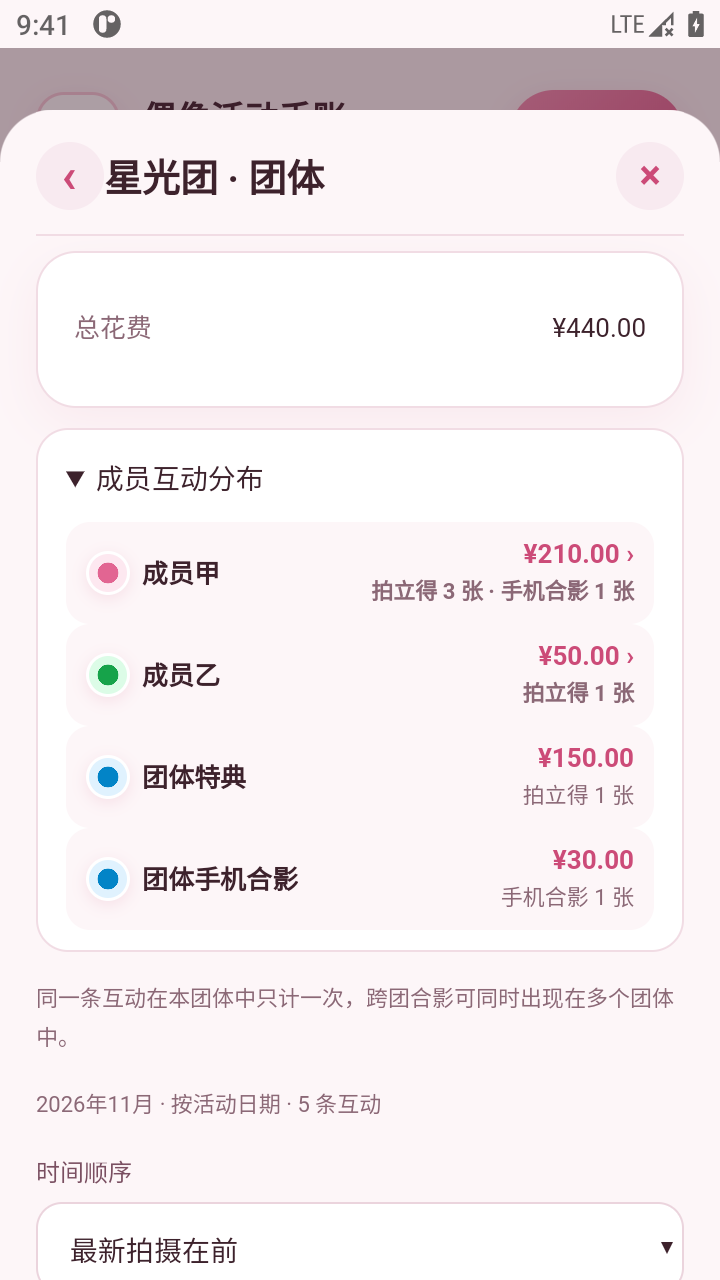 9:41
LTE
偶像活动手账
‹
星光团 · 团体
×
总花费
¥440.00
▼ 成员互动分布
成员甲
¥210.00 ›
拍立得 3 张 · 手机合影 1 张
成员乙
¥50.00 ›
拍立得 1 张
团体特典
¥150.00
拍立得 1 张
团体手机合影
¥30.00
手机合影 1 张
同一条互动在本团体中只计一次，跨团合影可同时出现在多个团体
中。
2026年11月 · 按活动日期 · 5 条互动
时间顺序
最新拍摄在前
▼